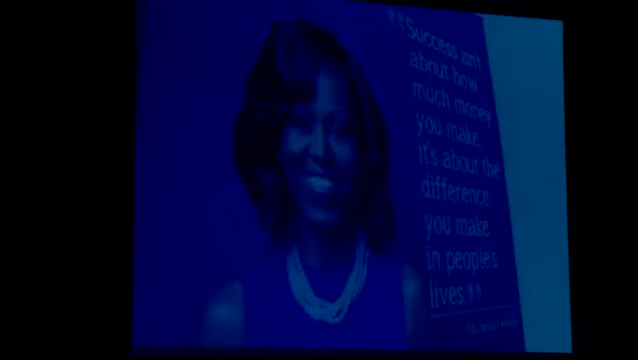 “Success isn't
about how
much money
you make.
it's about the
difference
you make
in people's
lives.”